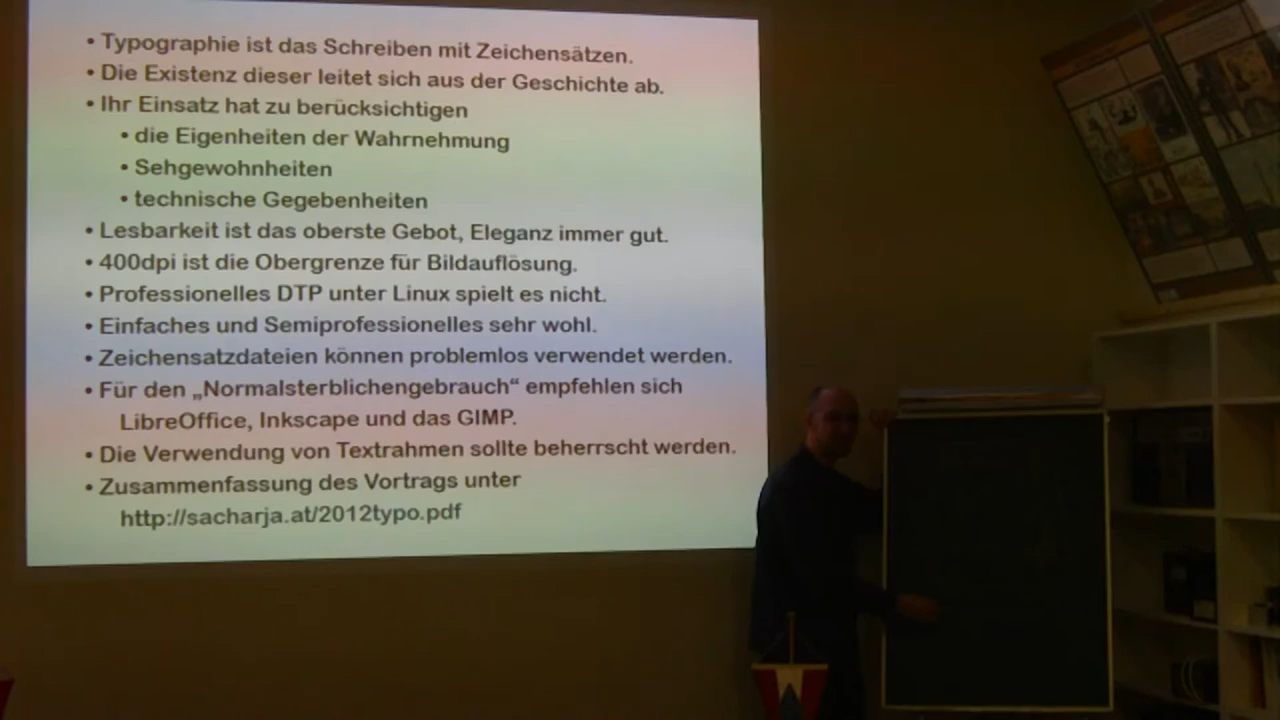 • Typographie ist das Schreiben mit Zeichensätzen.
• Die Existenz dieser leitet sich aus der Geschichte ab.
• Ihr Einsatz hat zu berücksichtigen
• die Eigenheiten der Wahrnehmung
• Sehgewohnheiten
• technische Gegebenheiten
• Lesbarkeit ist das oberste Gebot, Eleganz immer gut.
• 400dpi ist die Obergrenze für Bildauflösung.
• Professionelles DTP unter Linux spielt es nicht.
• Einfaches und Semiprofessionelles sehr wohl.
• Zeichensatzdateien können problemlos verwendet werden.
• Für den „Normalsterblichengebrauch“ empfehlen sich
LibreOffice, Inkscape und das GIMP.
• Die Verwendung von Textrahmen sollte beherrscht werden.
• Zusammenfassung des Vortrags unter
http://sacharja.at/2012typo.pdf